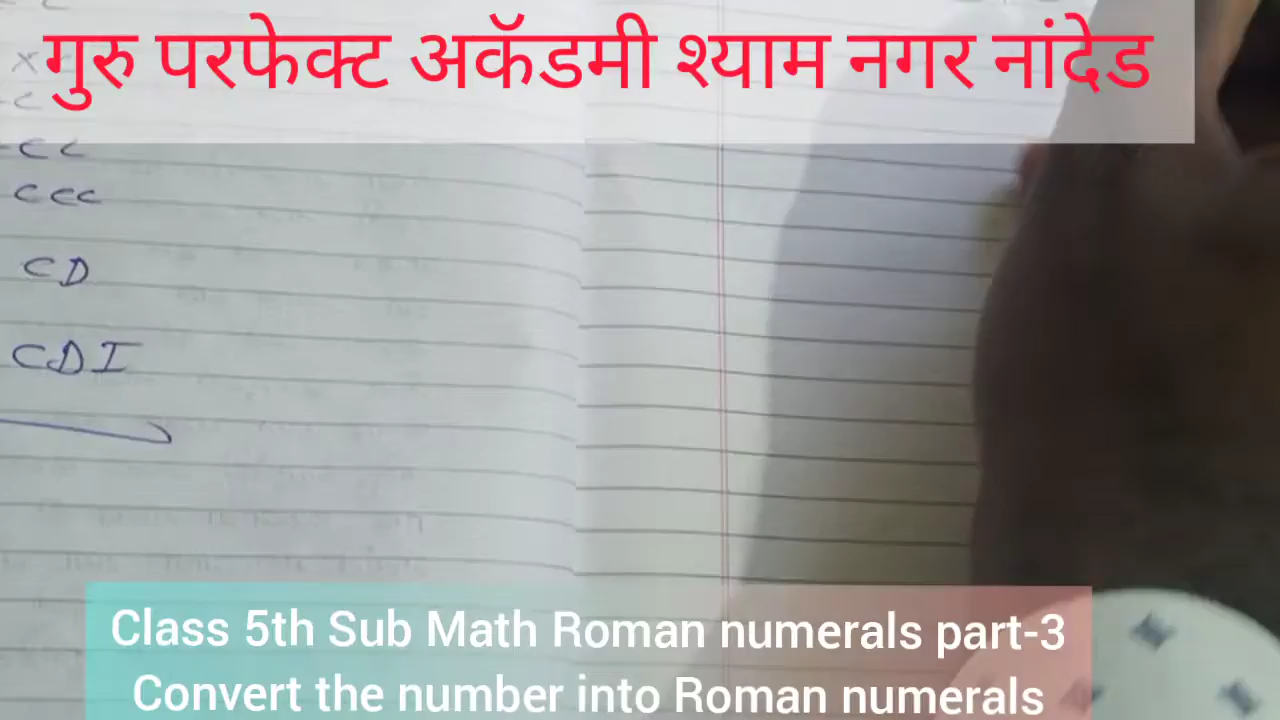 गुरु परफेक्ट अकॅडमी श्याम नगर नांदेड
CC
CCC
CD
CDI
Class 5th Sub Math Roman numerals part-3
Convert the number into Roman numerals